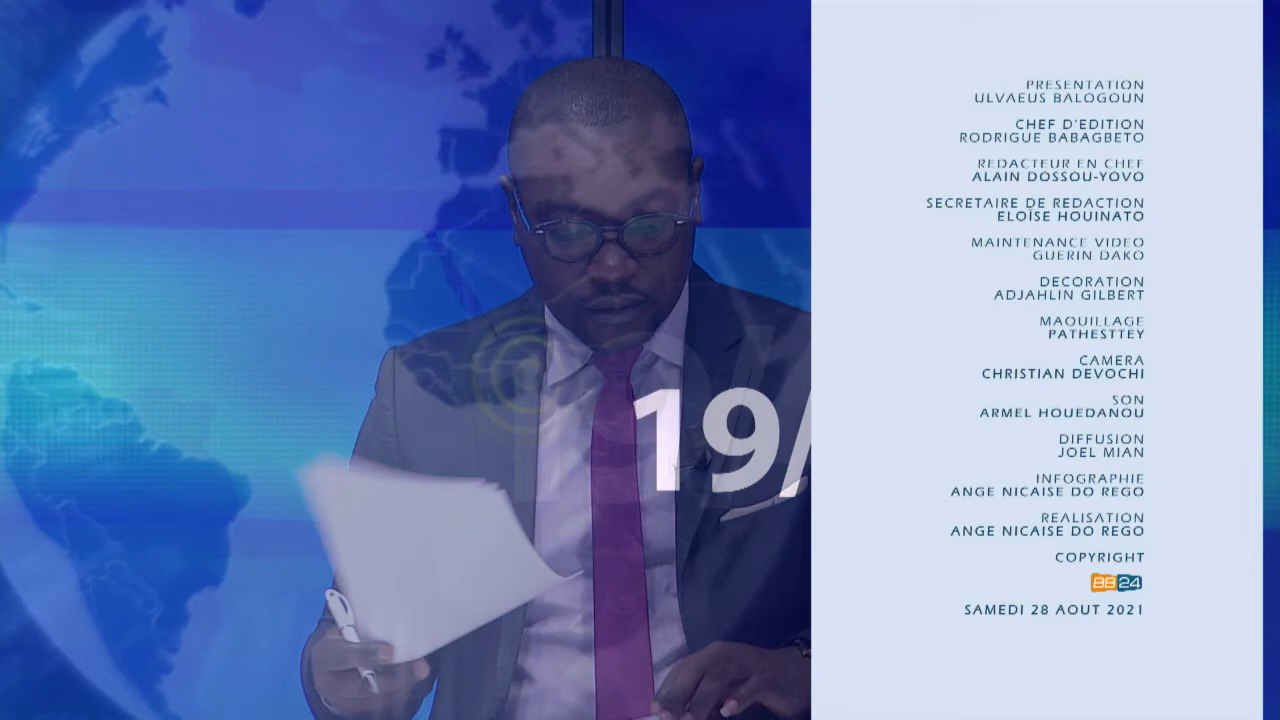 19/
PRESENTATION
ULVAEUS BALOGOUN
CHEF D'EDITION
RODRIGUE BABAGBETO
REDACTEUR EN CHEF
ALAIN DOSSOU-YOVO
SECRETAIRE DE REDACTION
ELOÏSE HOUINATO
MAINTENANCE VIDEO
GUERIN DAKO
DECORATION
ADJAHLIN GILBERT
MAQUILLAGE
PATHESTTEY
CAMERA
CHRISTIAN DEVOCHI
SON
ARMEL HOUEDANOU
DIFFUSION
JOEL MIAN
INFOGRAPHIE
ANGE NICAISE DO REGO
REALISATION
ANGE NICAISE DO REGO
COPYRIGHT
BB24
SAMEDI 28 AOUT 2021